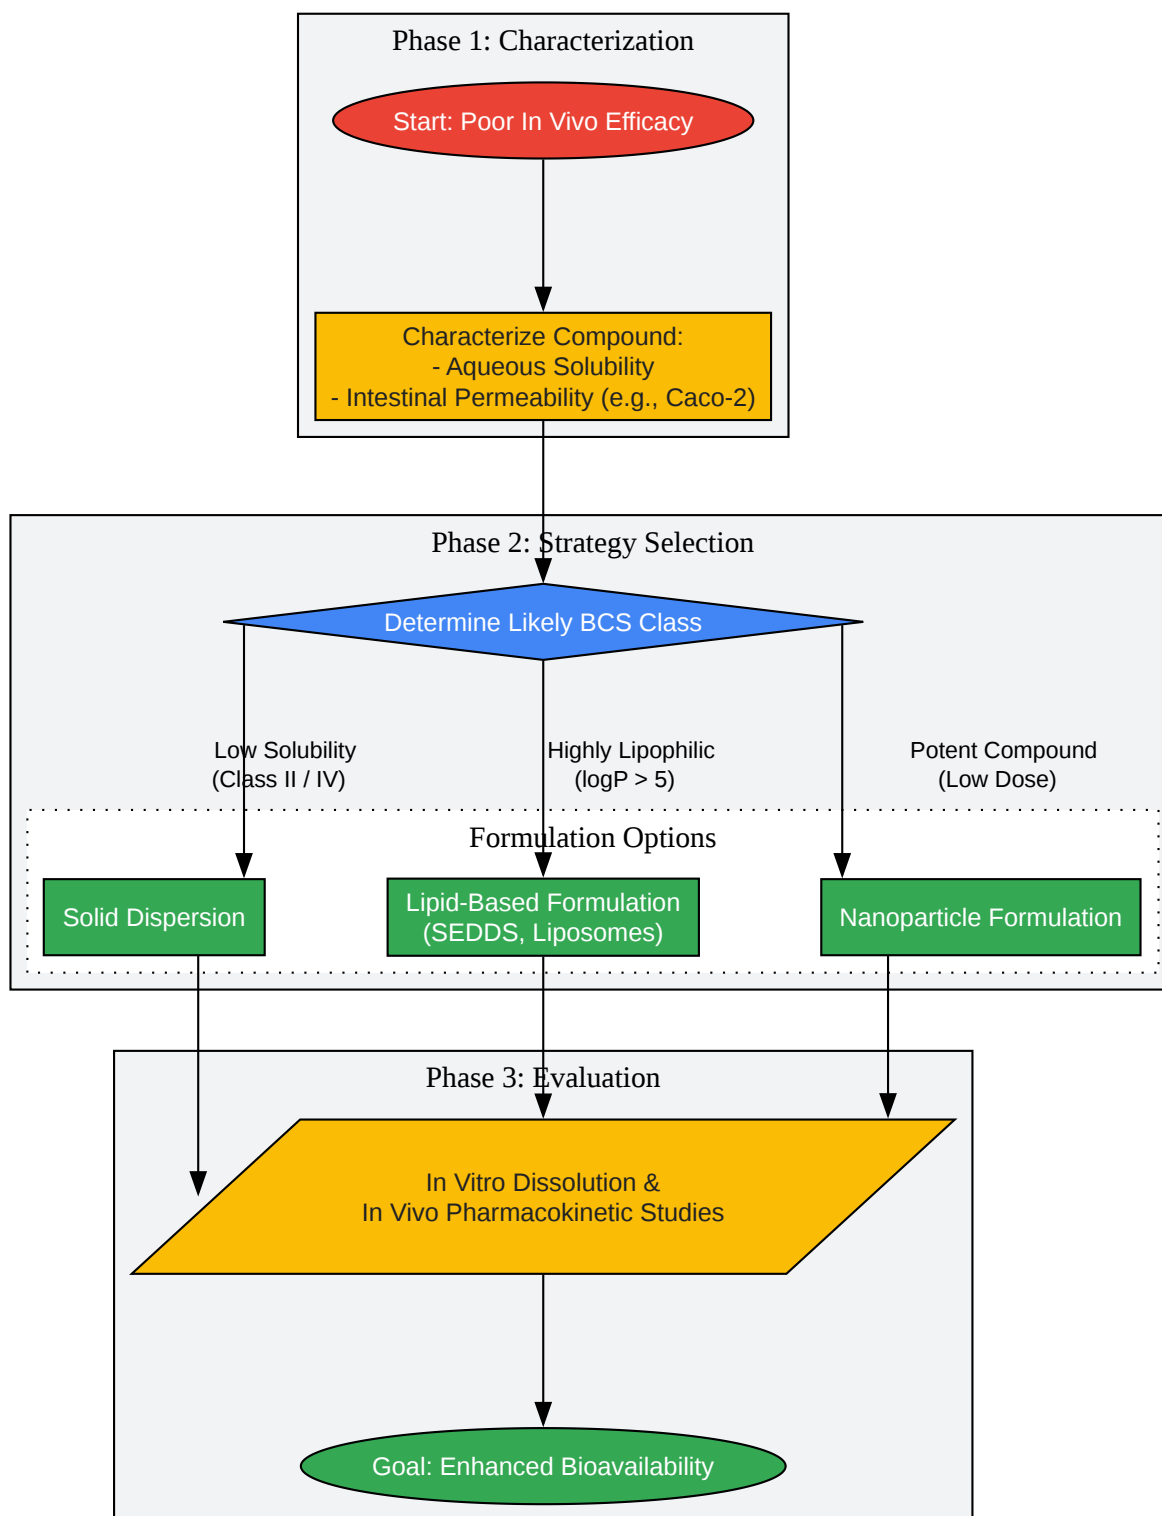 Phase 1: Characterization
Start: Poor In Vivo Efficacy
Characterize Compound:
- Aqueous Solubility
- Intestinal Permeability (e.g., Caco-2)
Phase 2: Strategy Selection
Determine Likely BCS Class
Low Solubility
(Class II / IV)
Highly Lipophilic
(logP > 5)
Potent Compound
(Low Dose)
Formulation Options
Solid Dispersion
Lipid-Based Formulation
(SEDDS, Liposomes)
Nanoparticle Formulation
Phase 3: Evaluation
In Vitro Dissolution &
In Vivo Pharmacokinetic Studies
Goal: Enhanced Bioavailability